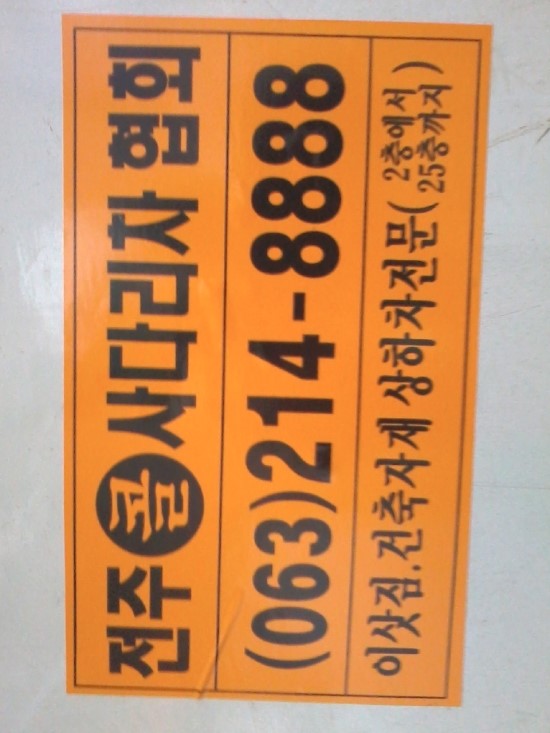 전주콜사다리차 협회
(063)214-8888
이삿짐.건축자재 상하차전문( 2층에서 25층까지 )